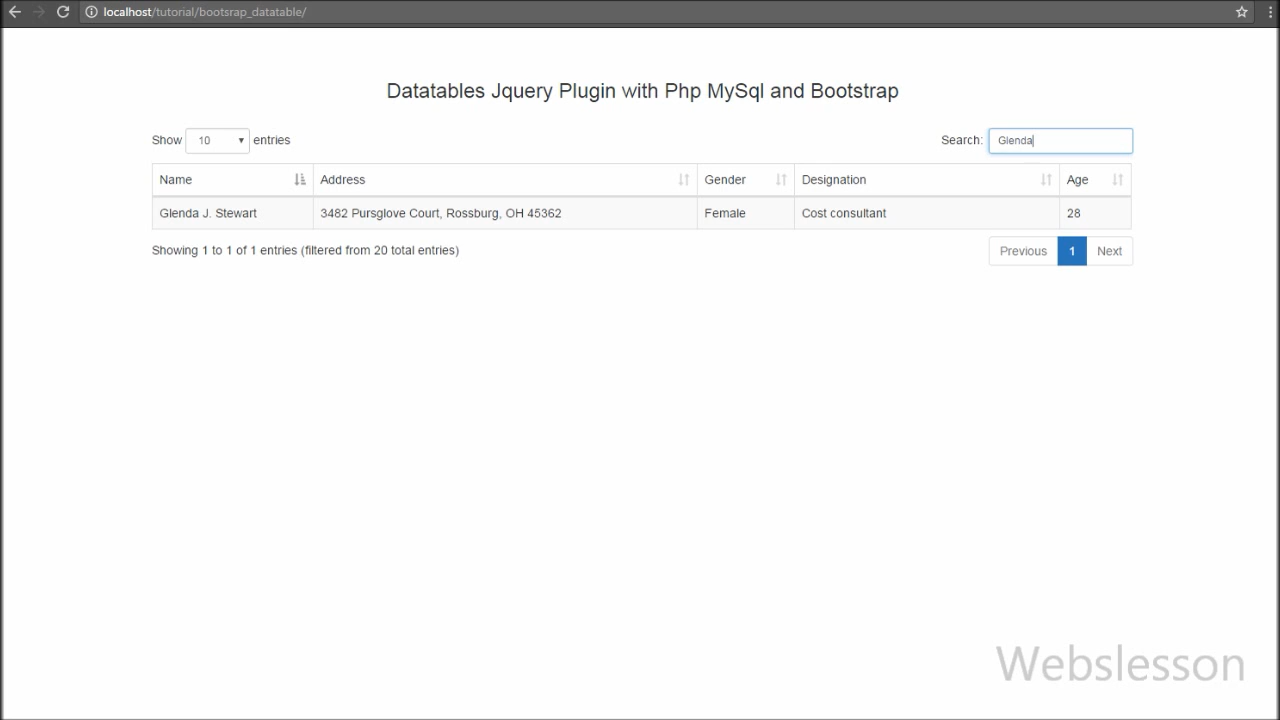 localhost/tutorial/bootsrap_datatable/
Datatables Jquery Plugin with Php MySql and Bootstrap
Show 10 entries Search: Glenda
Name Address Gender Designation Age
Glenda J. Stewart 3482 Pursglove Court, Rossburg, OH 45362 Female Cost consultant 28
Showing 1 to 1 of 1 entries (filtered from 20 total entries) Previous 1 Next
Webslesson